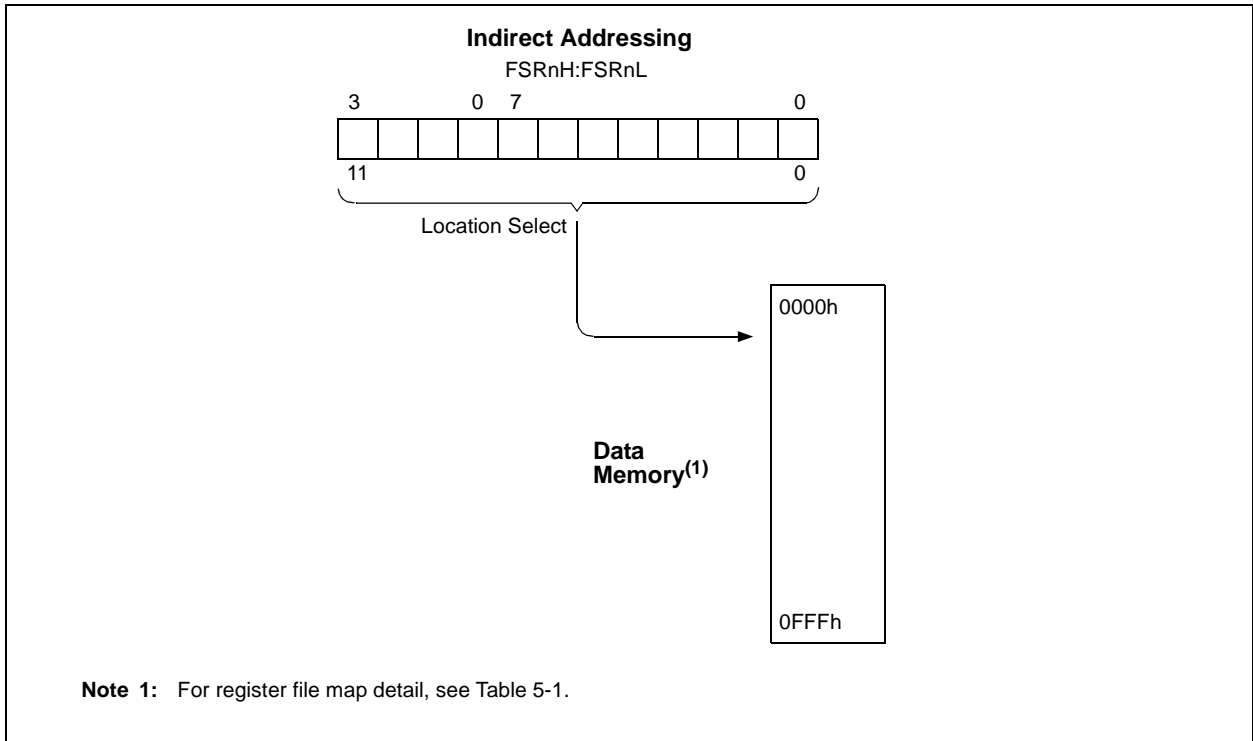 Indirect Addressing
FSRnH:FSRnL
3 0 7 0
11 0
Location Select
0000h
Data
Memory(1)
0FFFh
Note 1: For register file map detail, see Table 5-1.